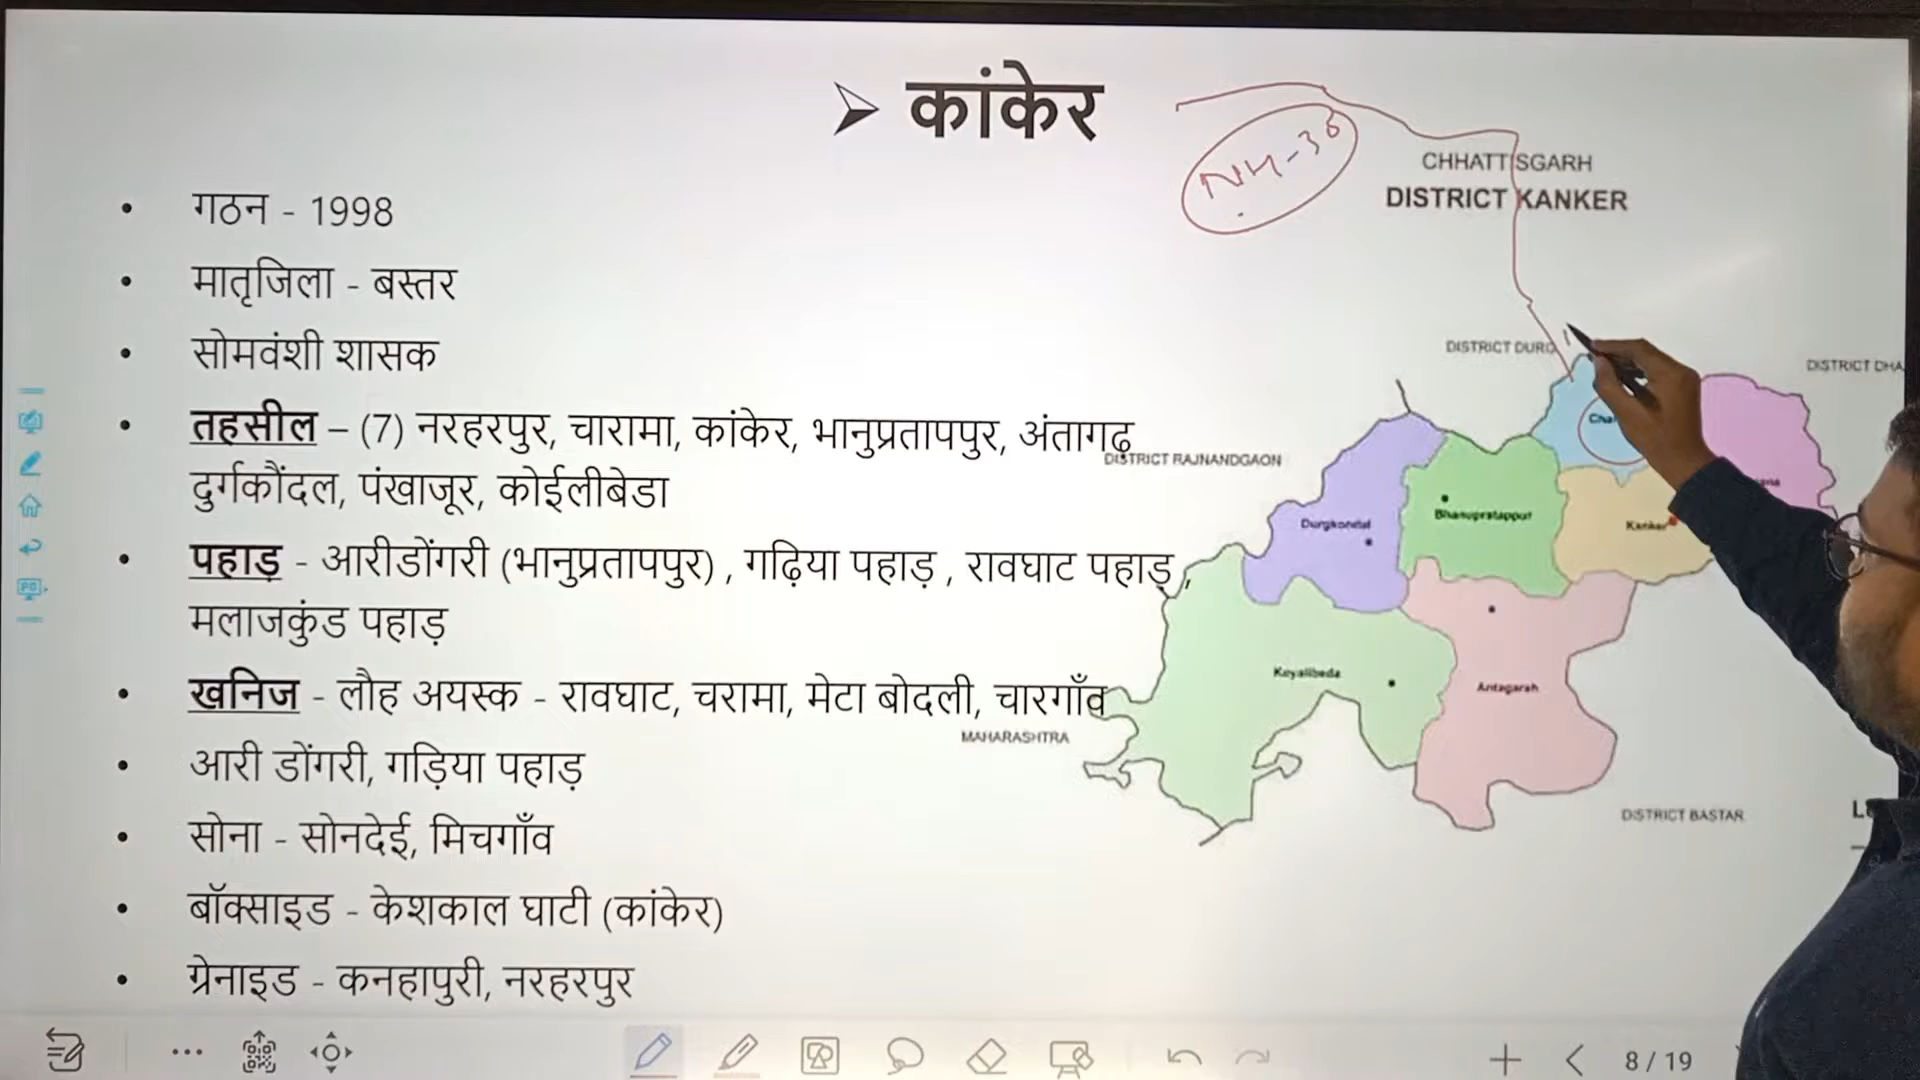 ➢ कांकेर
• गठन - 1998
• मातृजिला - बस्तर
• सोमवंशी शासक
• तहसील – (7) नरहरपुर, चारामा, कांकेर, भानुप्रतापपुर, अंतागढ़
दुर्गकौंदल, पंखाजूर, कोईलीबेडा
• पहाड़ - आरीडोंगरी (भानुप्रतापपुर) , गढ़िया पहाड़ , रावघाट पहाड़ ,
मलाजकुंड पहाड़
• खनिज - लौह अयस्क - रावघाट, चरामा, मेटा बोदली, चारगाँव
• आरी डोंगरी, गड़िया पहाड़
• सोना - सोनदेई, मिचगाँव
• बॉक्साइड - केशकाल घाटी (कांकेर)
• ग्रेनाइड - कनहापुरी, नरहरपुर
NH-30
CHHATTISGARH
DISTRICT KANKER
DISTRICT DURG
DISTRICT DHA
DISTRICT RAJNANDGAON
Cha
Durgkondal
Bhanupratappur
Kanker
Koyalibeda
Antagarh
MAHARASHTRA
DISTRICT BASTAR
8 / 19